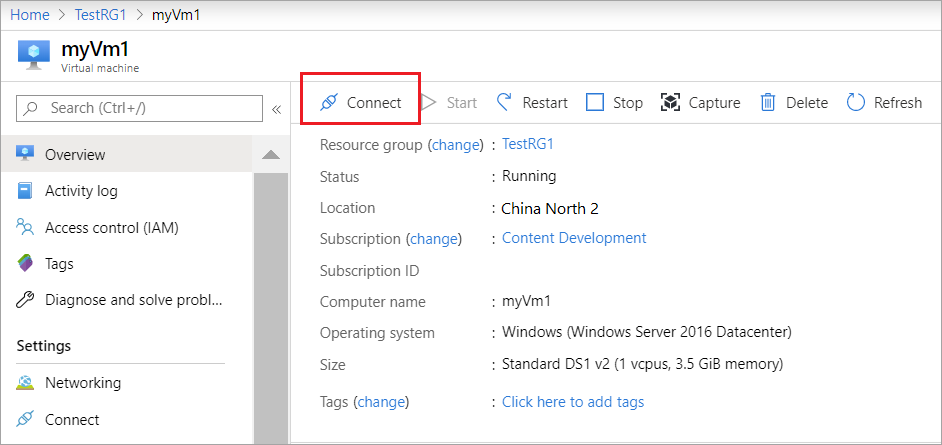 Home > TestRG1 > myVm1
myVm1
Virtual machine
Search (Ctrl+/)
«
Connect Start Restart Stop Capture Delete Refresh
Overview
Activity log
Access control (IAM)
Tags
Diagnose and solve probl...
Settings
Networking
Connect
Resource group (change) : TestRG1
Status : Running
Location : China North 2
Subscription (change) : Content Development
Subscription ID
Computer name : myVm1
Operating system : Windows (Windows Server 2016 Datacenter)
Size : Standard DS1 v2 (1 vcpus, 3.5 GiB memory)
Tags (change) : Click here to add tags